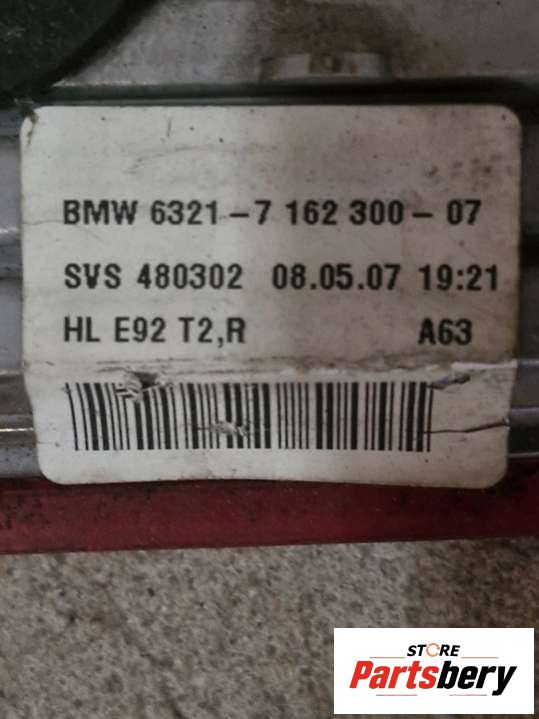 BMW 6321-7 162 300-07
SVS 480302 08.05.07 19:21
HL E92 T2,R A63
STORE
Partsbery